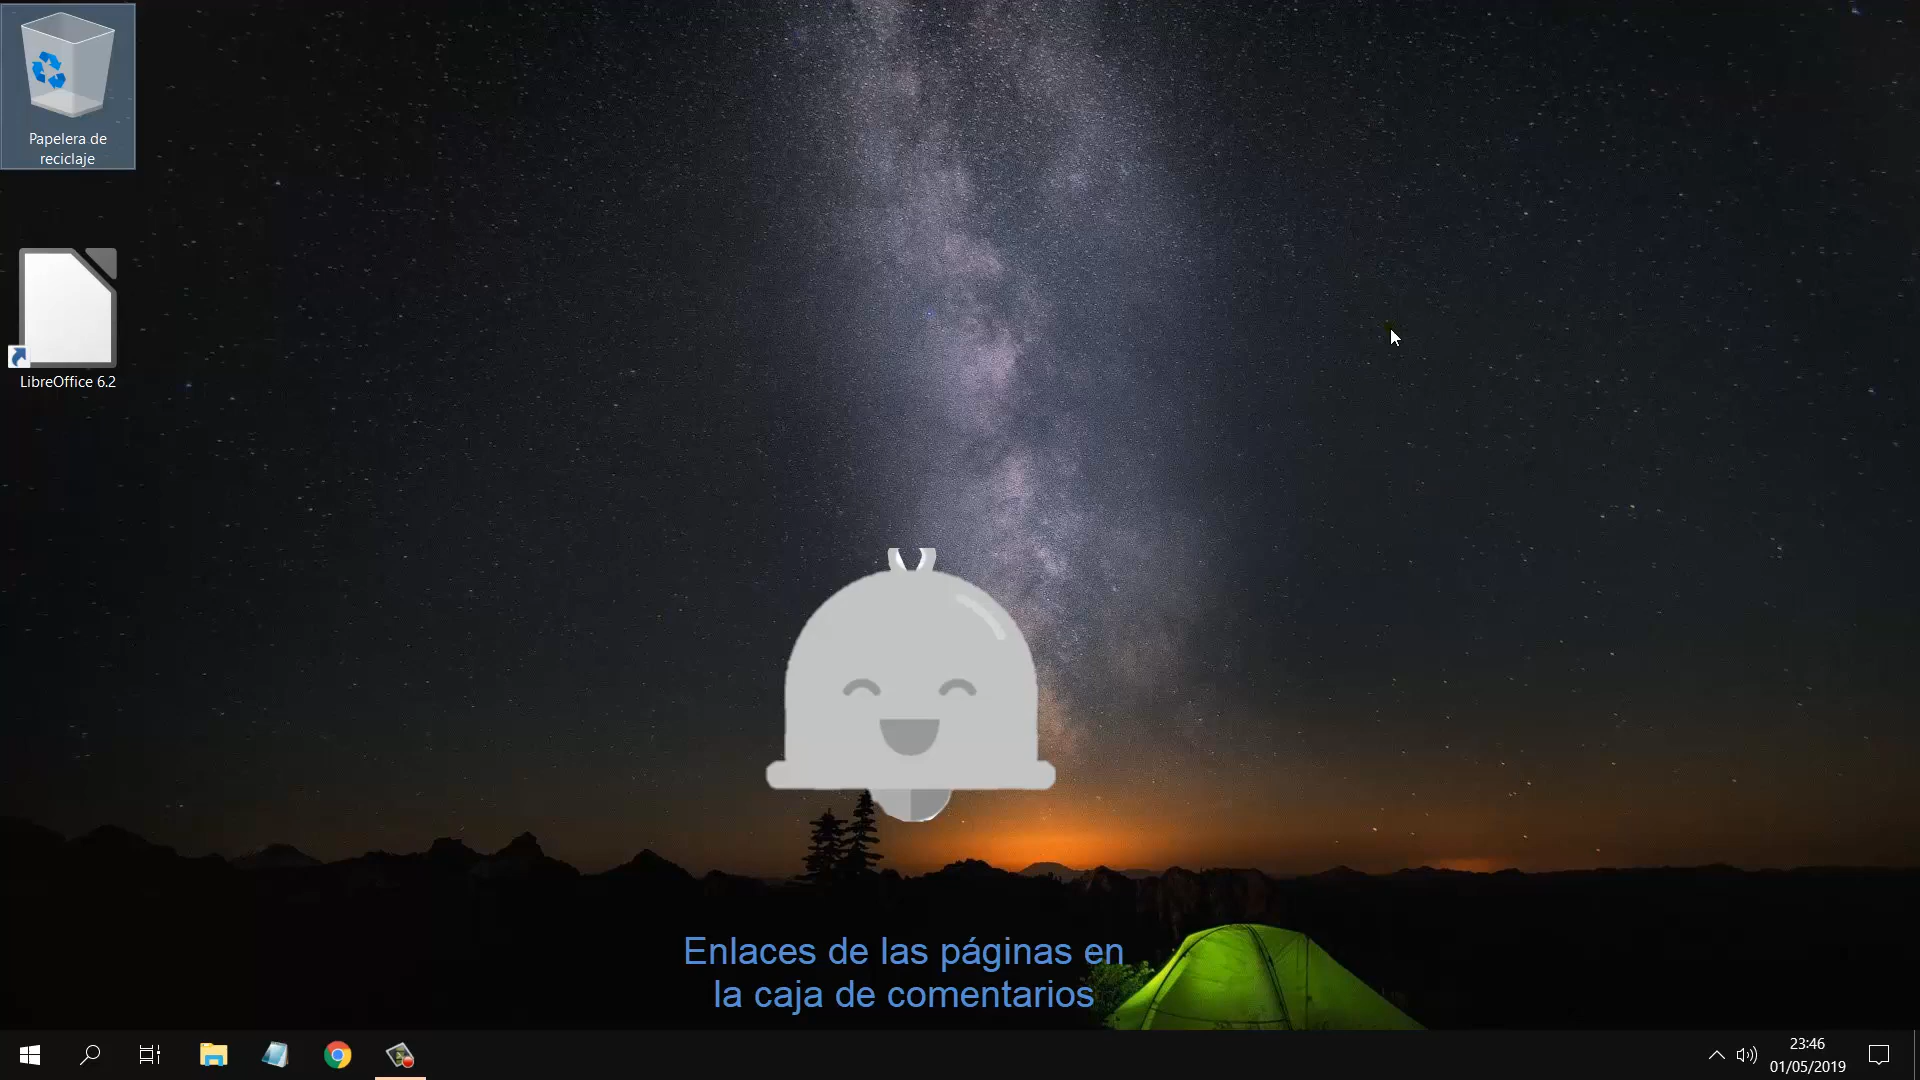 Papelera de
reciclaje
LibreOffice 6.2
Enlaces de las páginas en
la caja de comentarios
23:46
01/05/2019